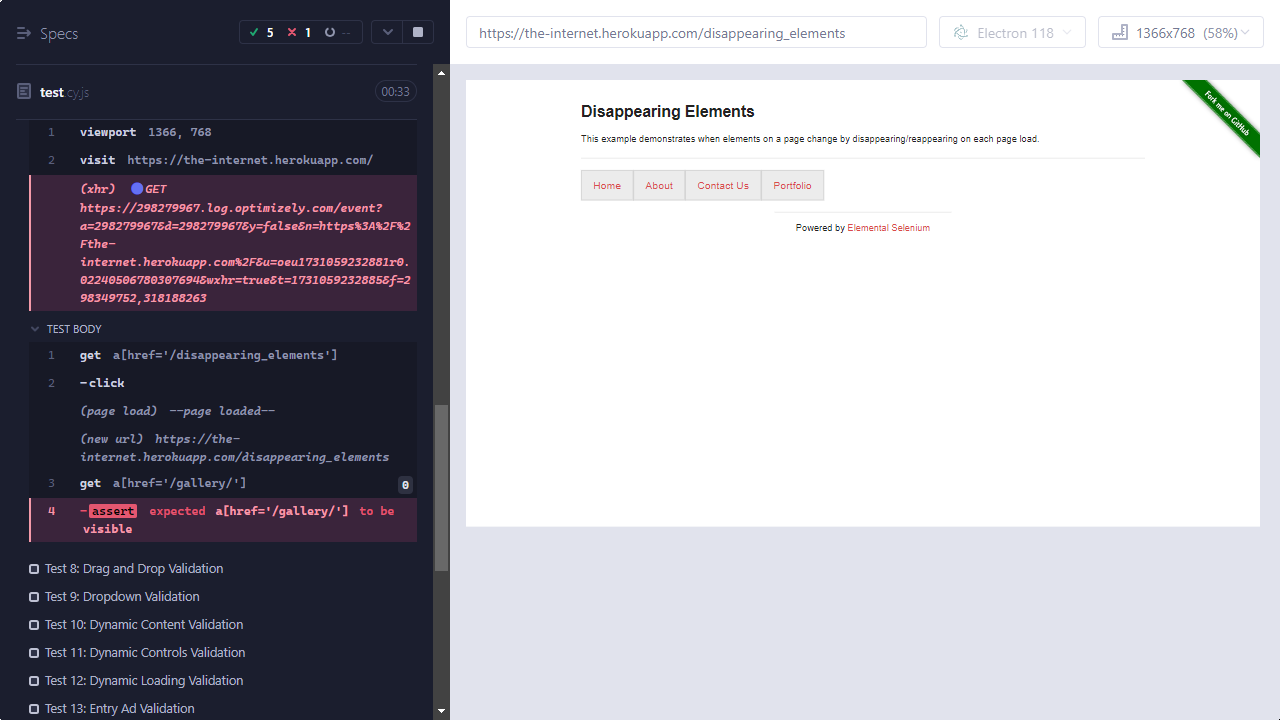 Specs
5
1
--
test.cy.js
00:33
1 viewport 1366, 768
2 visit https://the-internet.herokuapp.com/
(xhr) GET
https://298279967.log.optimizely.com/event?
a=298279967&d=298279967&y=false&n=https%3A%2F%2
Fthe-
internet.herokuapp.com%2F&u=oeu1731059232881r0.
02240506780307694&wxhr=true&t=1731059232885&f=2
98349752,318188263
TEST BODY
1 get a[href='/disappearing_elements']
2 -click
(page load) --page loaded--
(new url) https://the-
internet.herokuapp.com/disappearing_elements
3 get a[href='/gallery/'] 0
4 -assert expected a[href='/gallery/'] to be
visible
Test 8: Drag and Drop Validation
Test 9: Dropdown Validation
Test 10: Dynamic Content Validation
Test 11: Dynamic Controls Validation
Test 12: Dynamic Loading Validation
Test 13: Entry Ad Validation
https://the-internet.herokuapp.com/disappearing_elements
Electron 118
1366x768 (58%)
Fork me on GitHub
Disappearing Elements
This example demonstrates when elements on a page change by disappearing/reappearing on each page load.
Home About Contact Us Portfolio
Powered by Elemental Selenium